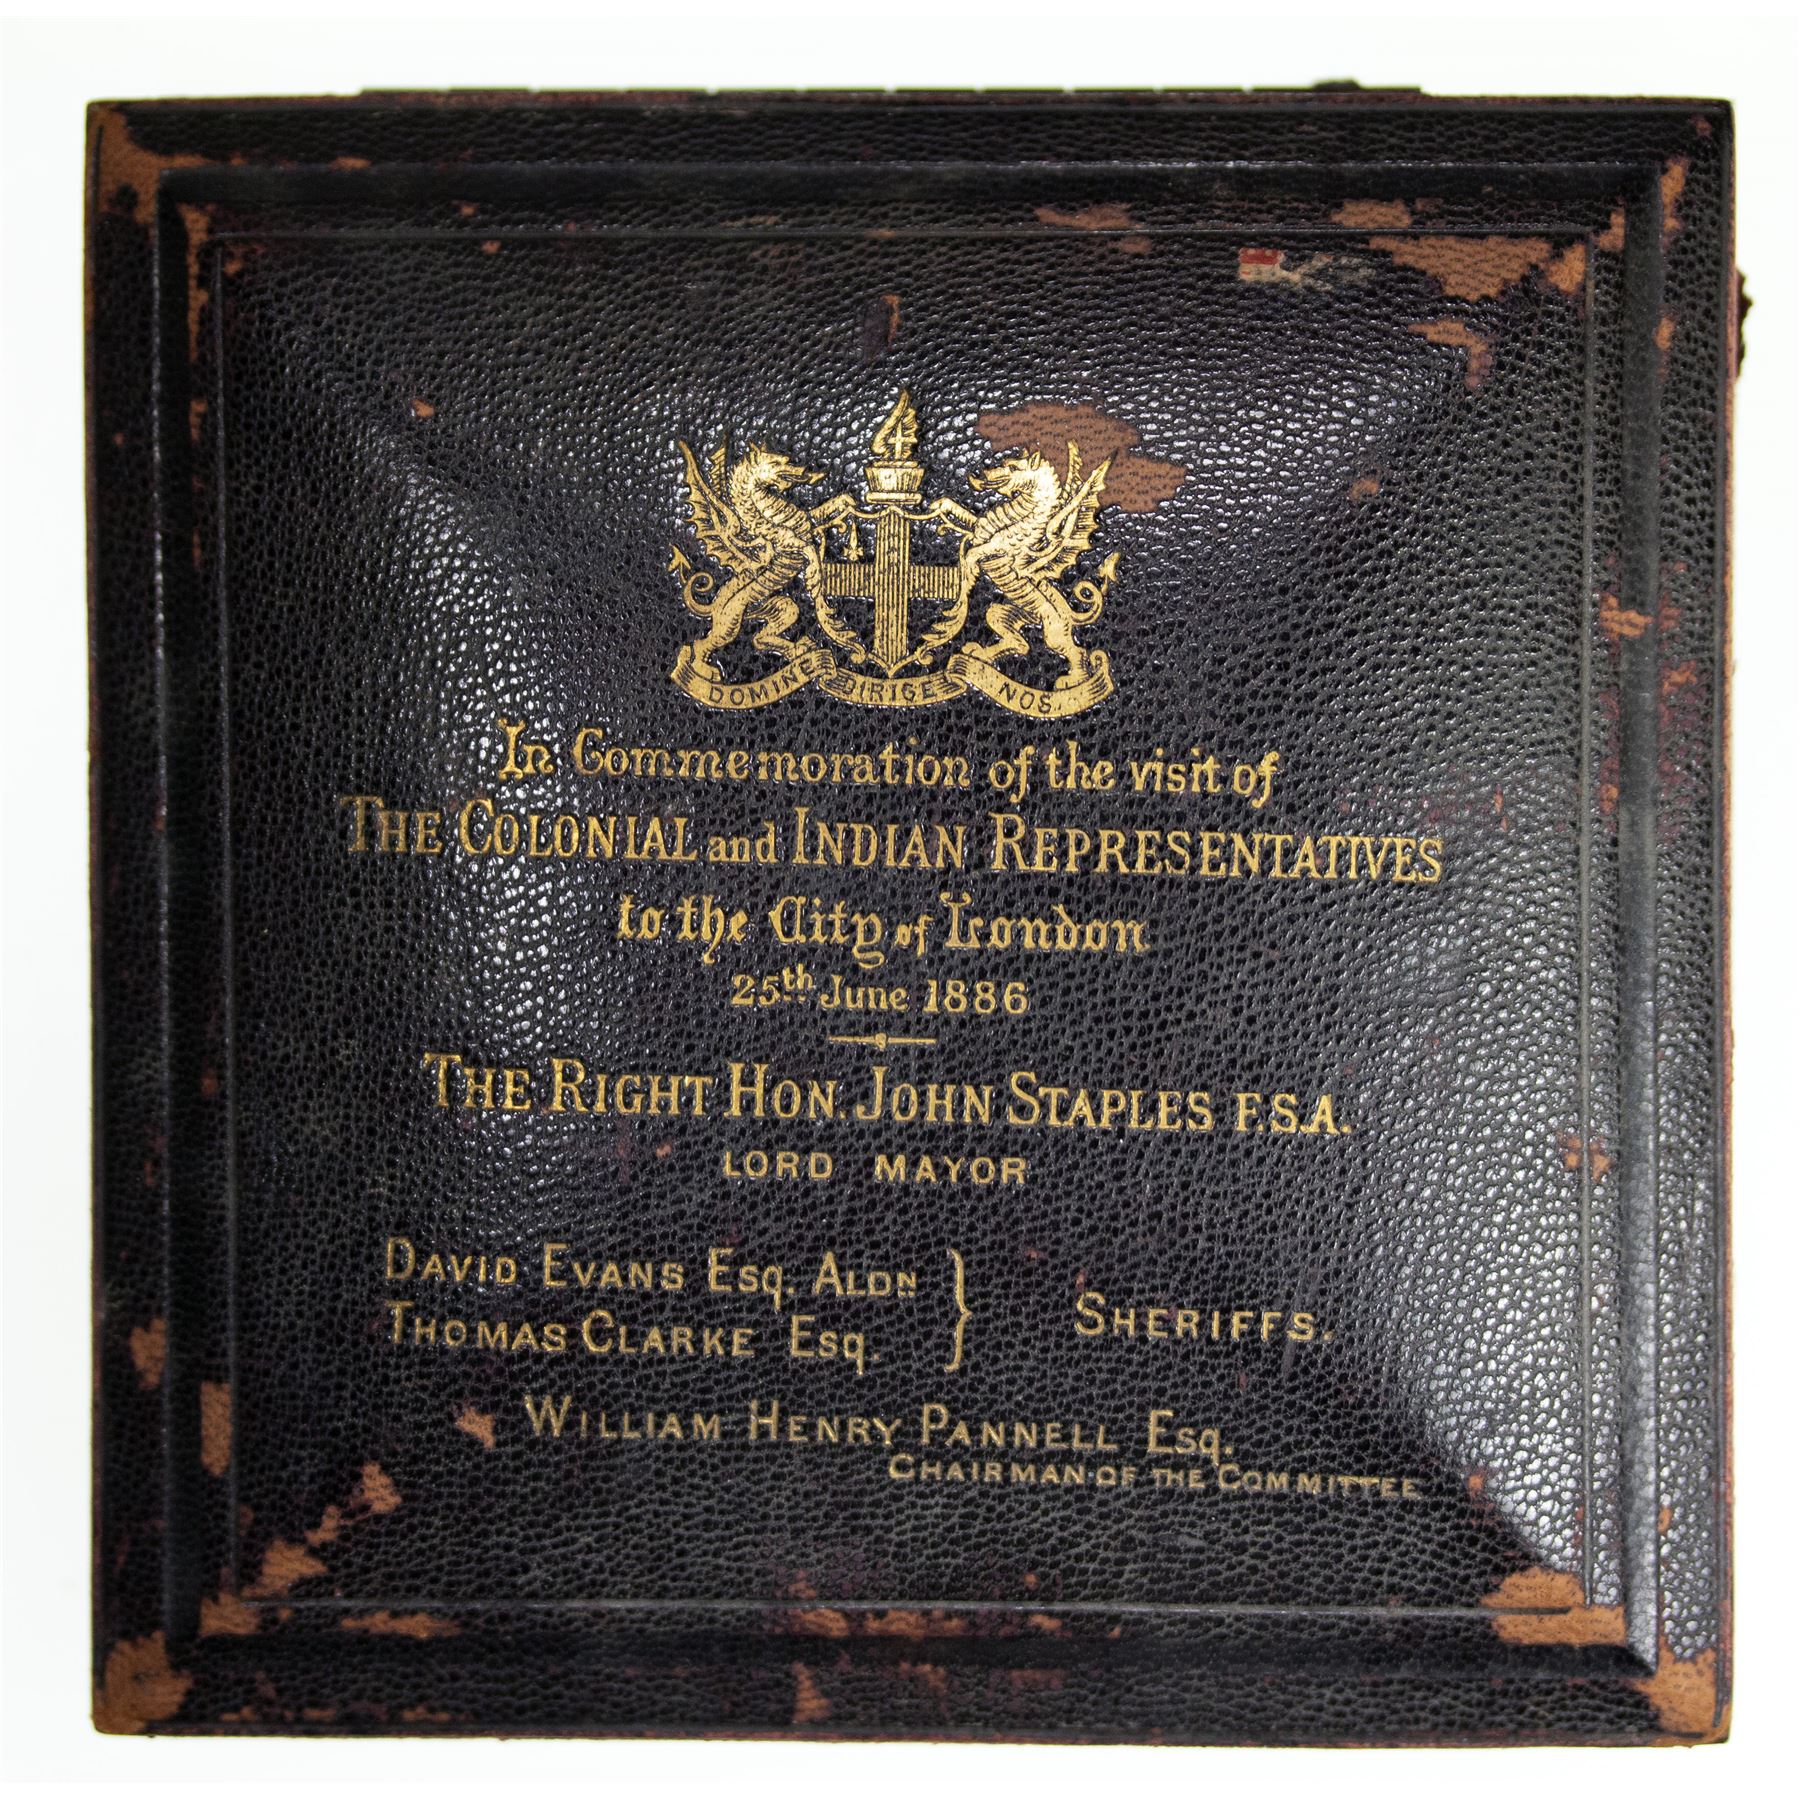 DOMINE DIRIGE NOS.
In Commemoration of the visit of
THE COLONIAL and INDIAN REPRESENTATIVES
to the City of London
25th June 1886
THE RIGHT HON. JOHN STAPLES F.S.A.
LORD MAYOR
DAVID EVANS Esq. ALDN } SHERIFFS.
THOMAS CLARKE Esq.
WILLIAM HENRY PANNELL Esq.
CHAIRMAN OF THE COMMITTEE